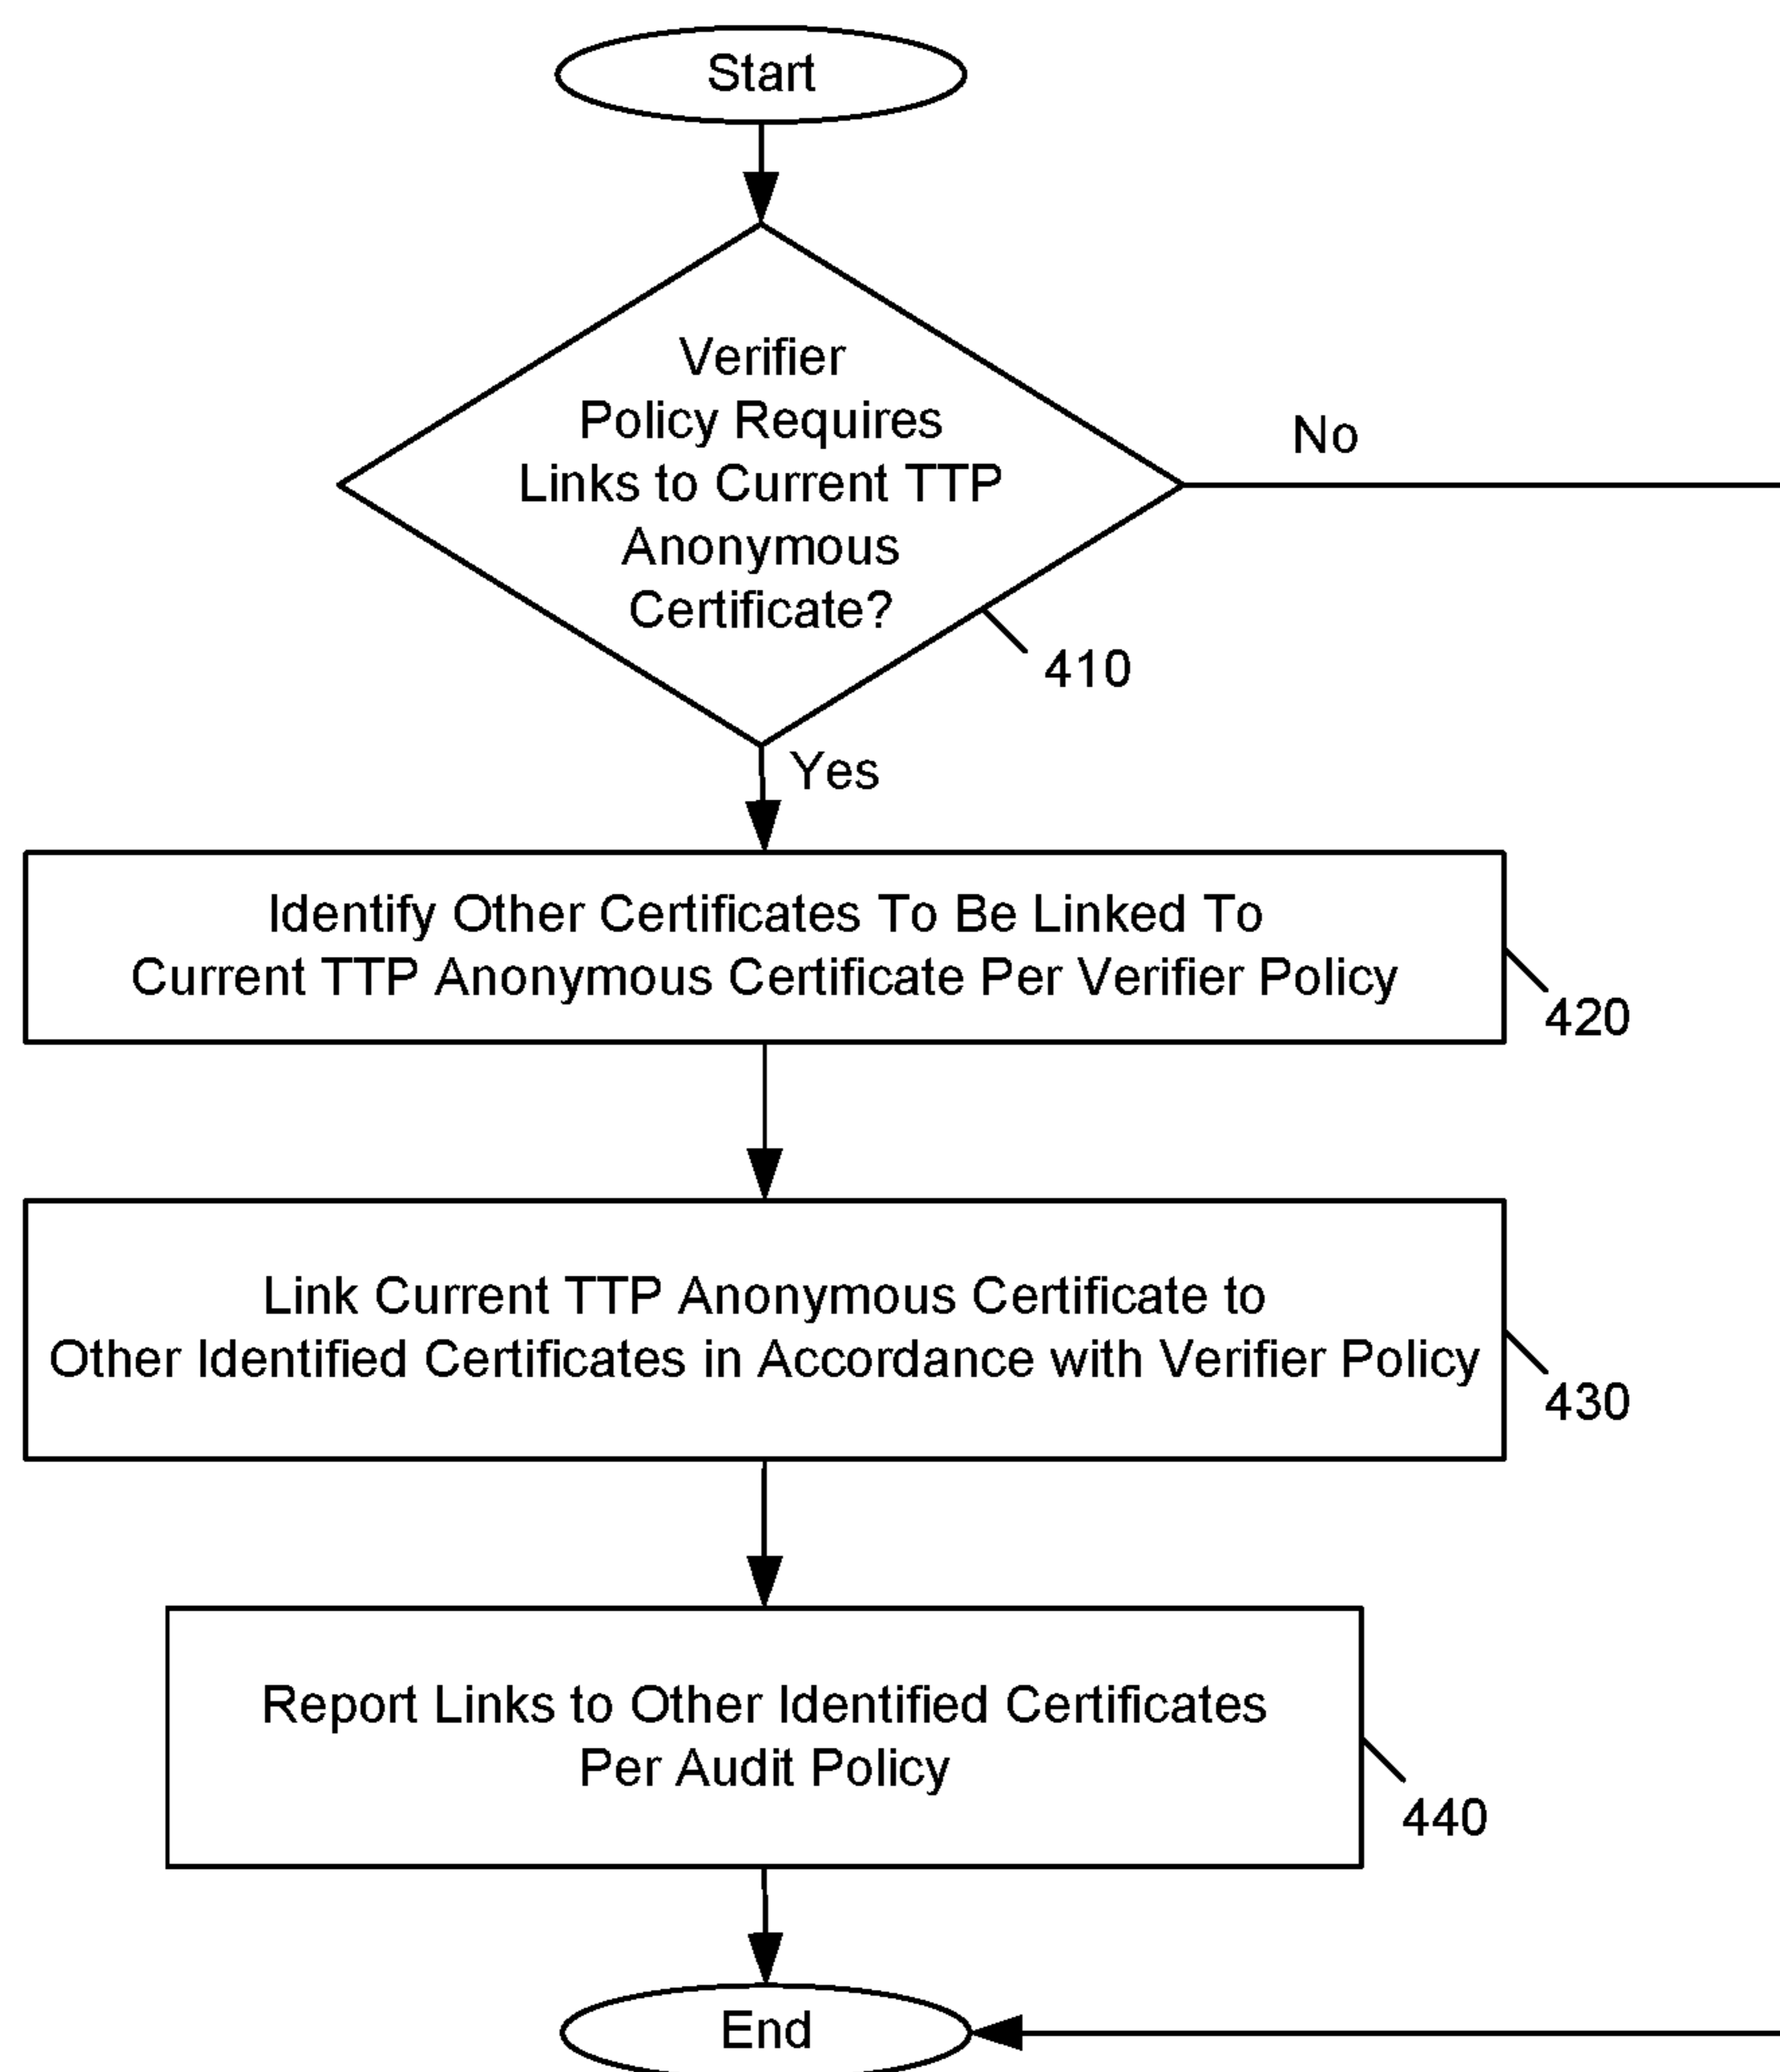 Start
Verifier
Policy Requires
Links to Current TTP
Anonymous
Certificate?
No
410
Yes
Identify Other Certificates To Be Linked To
Current TTP Anonymous Certificate Per Verifier Policy
420
Link Current TTP Anonymous Certificate to
Other Identified Certificates in Accordance with Verifier Policy
430
Report Links to Other Identified Certificates
Per Audit Policy
440
End